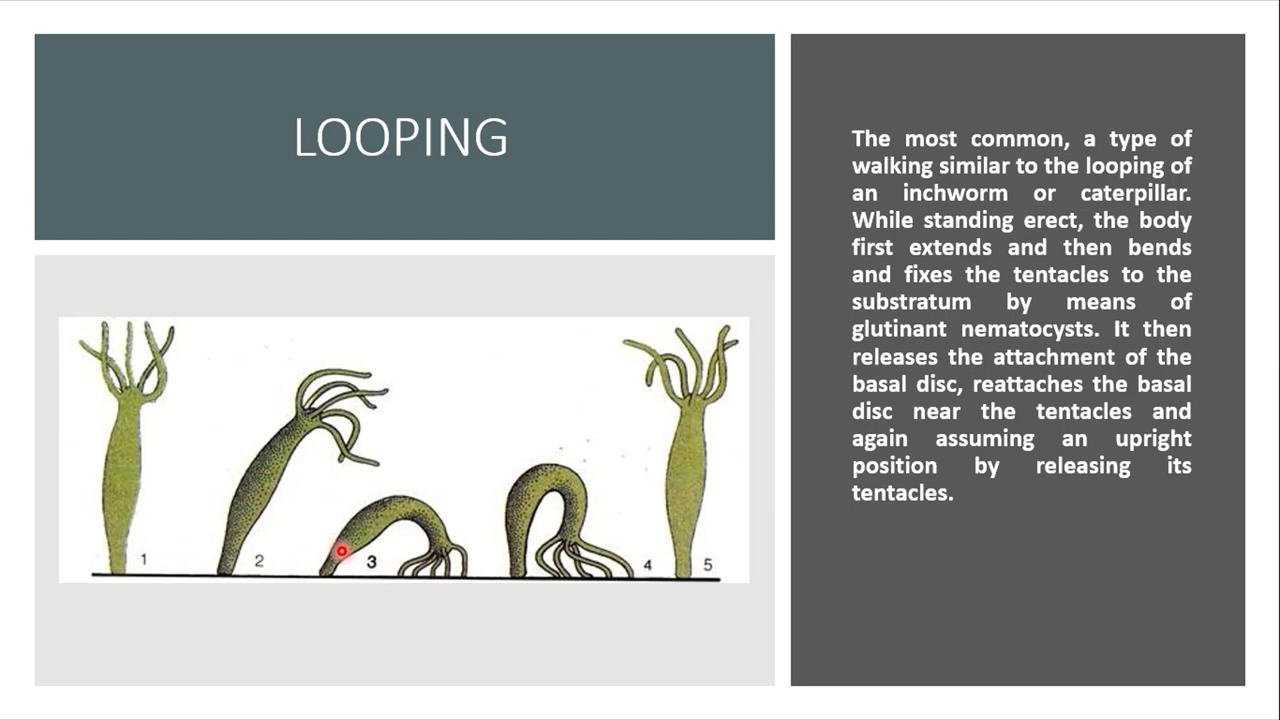 LOOPING
The most common, a type of
walking similar to the looping of
an inchworm or caterpillar.
While standing erect, the body
first extends and then bends
and fixes the tentacles to the
substratum by means of
glutinant nematocysts. It then
releases the attachment of the
basal disc, reattaches the basal
disc near the tentacles and
again assuming an upright
position by releasing its
tentacles.
1 2 3 4 5